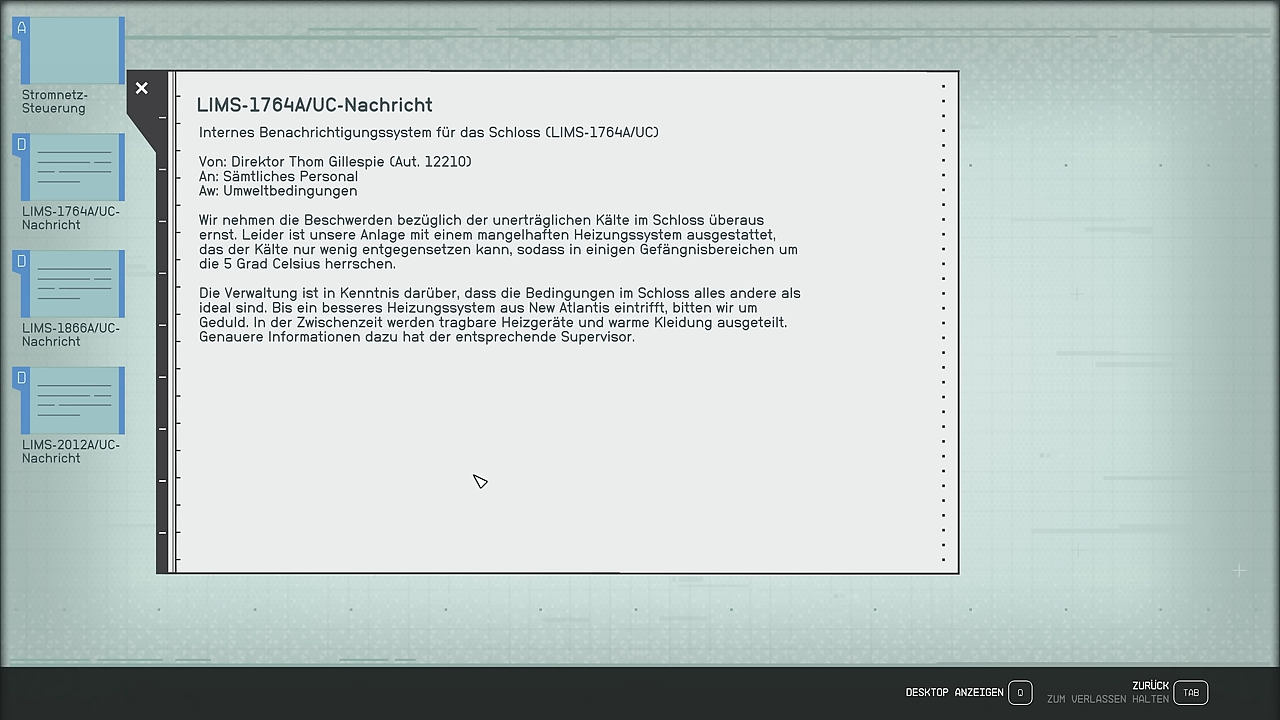 A
Stromnetz-
Steuerung
D
LIMS-1764A/UC-
Nachricht
D
LIMS-1866A/UC-
Nachricht
D
LIMS-2012A/UC-
Nachricht
LIMS-1764A/UC-Nachricht
Internes Benachrichtigungssystem für das Schloss (LIMS-1764A/UC)
Von: Direktor Thom Gillespie (Aut. 12210)
An: Sämtliches Personal
Aw: Umweltbedingungen
Wir nehmen die Beschwerden bezüglich der unerträglichen Kälte im Schloss überaus
ernst. Leider ist unsere Anlage mit einem mangelhaften Heizungssystem ausgestattet,
das der Kälte nur wenig entgegensetzen kann, sodass in einigen Gefängnisbereichen um
die 5 Grad Celsius herrschen.
Die Verwaltung ist in Kenntnis darüber, dass die Bedingungen im Schloss alles andere als
ideal sind. Bis ein besseres Heizungssystem aus New Atlantis eintrifft, bitten wir um
Geduld. In der Zwischenzeit werden tragbare Heizgeräte und warme Kleidung ausgeteilt.
Genauere Informationen dazu hat der entsprechende Supervisor.
DESKTOP ANZEIGEN Q
ZURÜCK
ZUM VERLASSEN HALTEN TAB